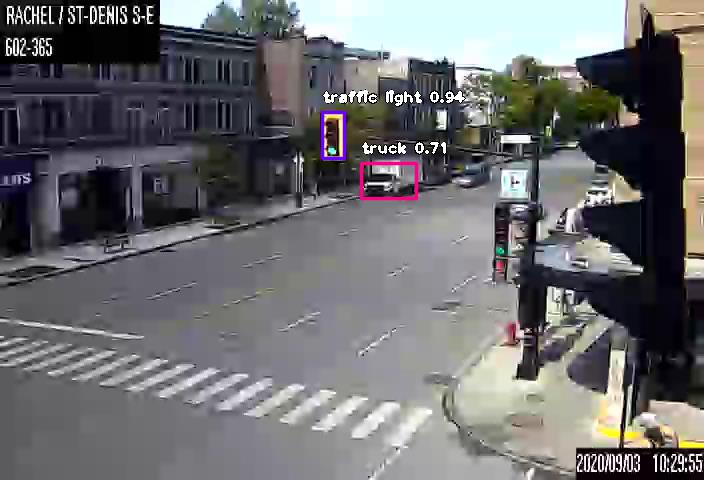 RACHEL / ST-DENIS S-E
602-365
traffic light 0.94
truck 0.71
2020/09/03 10:29:55